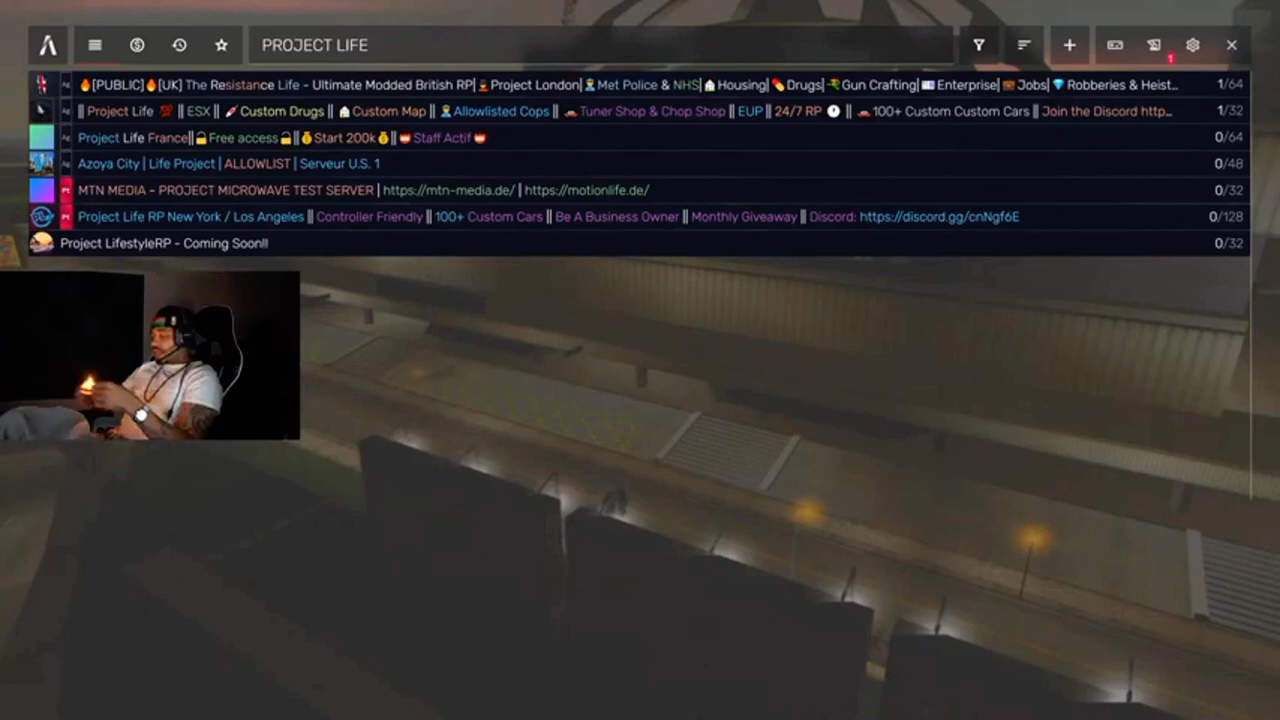 PROJECT LIFE
1
🔥[PUBLIC]🔥[UK] The Resistance Life - Ultimate Modded British RP| Project London| Met Police & NHS| Housing| Drugs| Gun Crafting| Enterprise| Jobs| Robberies & Heist... 1/64
|| Project Life 💯 || ESX || Custom Drugs || Custom Map || Allowlisted Cops || Tuner Shop & Chop Shop || EUP || 24/7 RP || 100+ Custom Custom Cars || Join the Discord http... 1/32
Project Life France|| Free access || Start 200k || Staff Actif 0/64
Azoya City | Life Project | ALLOWLIST | Serveur U.S. 1 0/48
Pt MTN MEDIA - PROJECT MICROWAVE TEST SERVER | https://mtn-media.de/ | https://motionlife.de/ 0/32
Pt Project Life RP New York / Los Angeles || Controller Friendly || 100+ Custom Cars || Be A Business Owner || Monthly Giveaway || Discord: https://discord.gg/cnNgf6E 0/128
Project LifestyleRP - Coming Soon!! 0/32